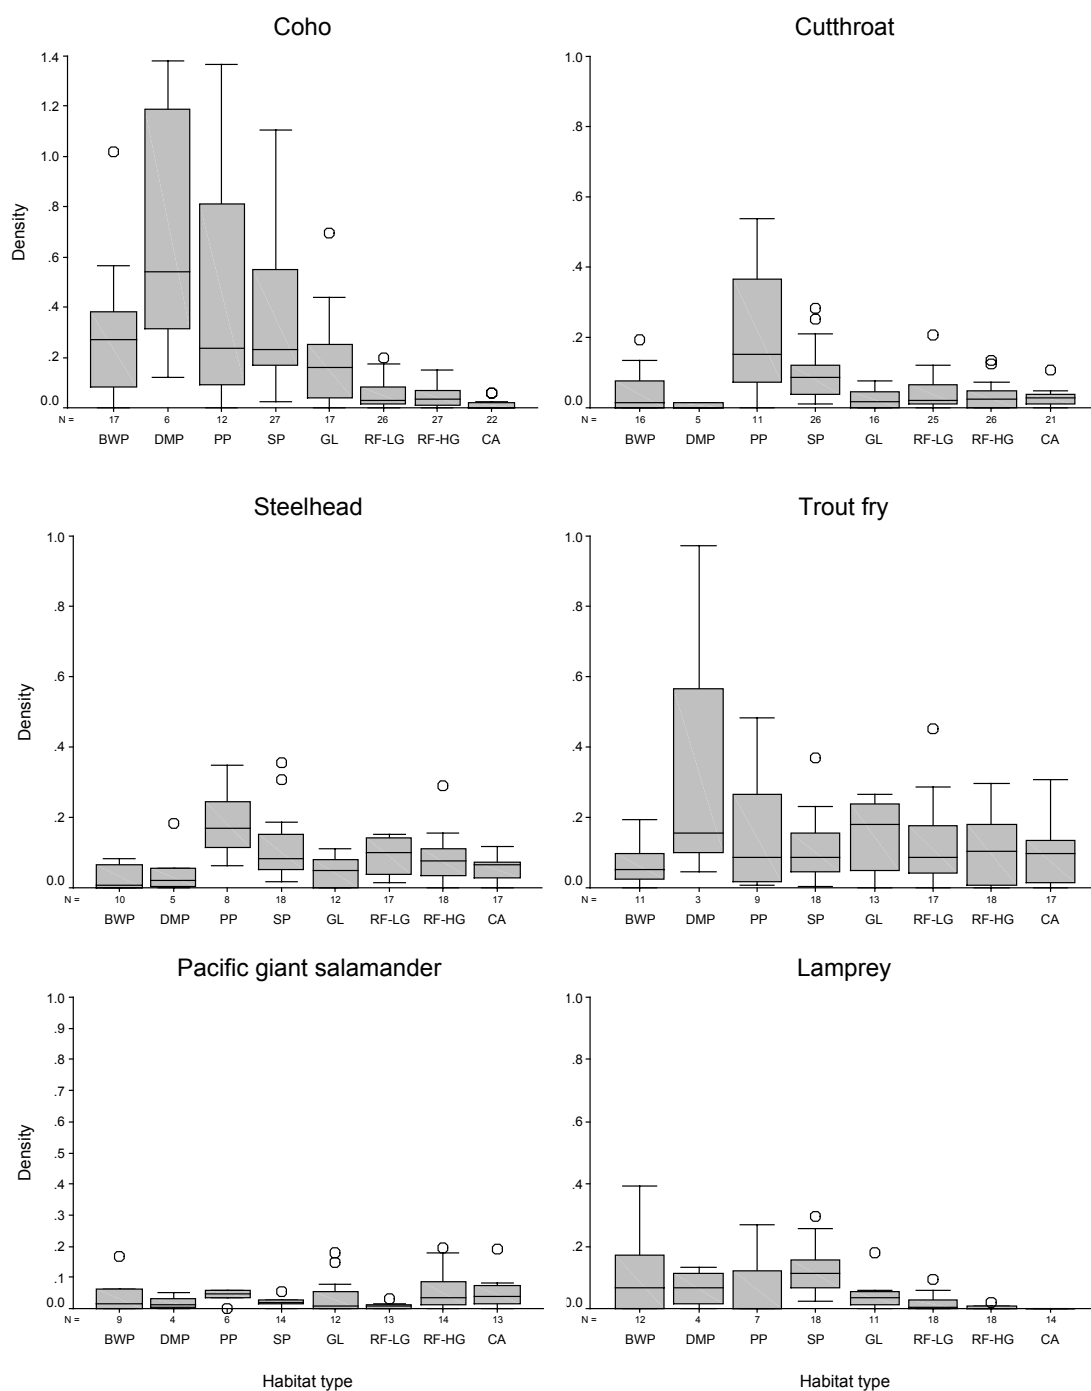 Coho
Cutthroat
Density
1.4
1.2
1.0
.8
.6
.4
.2
0.0
N = 17 6 12 27 17 26 27 22
BWP DMP PP SP GL RF-LG RF-HG CA
1.0
.8
.6
.4
.2
0.0
N = 16 5 11 26 16 25 26 21
BWP DMP PP SP GL RF-LG RF-HG CA
Steelhead
Trout fry
Density
1.0
.8
.6
.4
.2
0.0
N = 10 5 8 18 12 17 18 17
BWP DMP PP SP GL RF-LG RF-HG CA
1.0
.8
.6
.4
.2
0.0
N = 11 3 9 18 13 17 18 17
BWP DMP PP SP GL RF-LG RF-HG CA
Pacific giant salamander
Lamprey
Density
1.0
.9
.8
.7
.6
.5
.4
.3
.2
.1
0.0
N = 9 4 6 14 12 13 14 13
BWP DMP PP SP GL RF-LG RF-HG CA
1.0
.8
.6
.4
.2
0.0
N = 12 4 7 18 11 18 18 14
BWP DMP PP SP GL RF-LG RF-HG CA
Habitat type
Habitat type